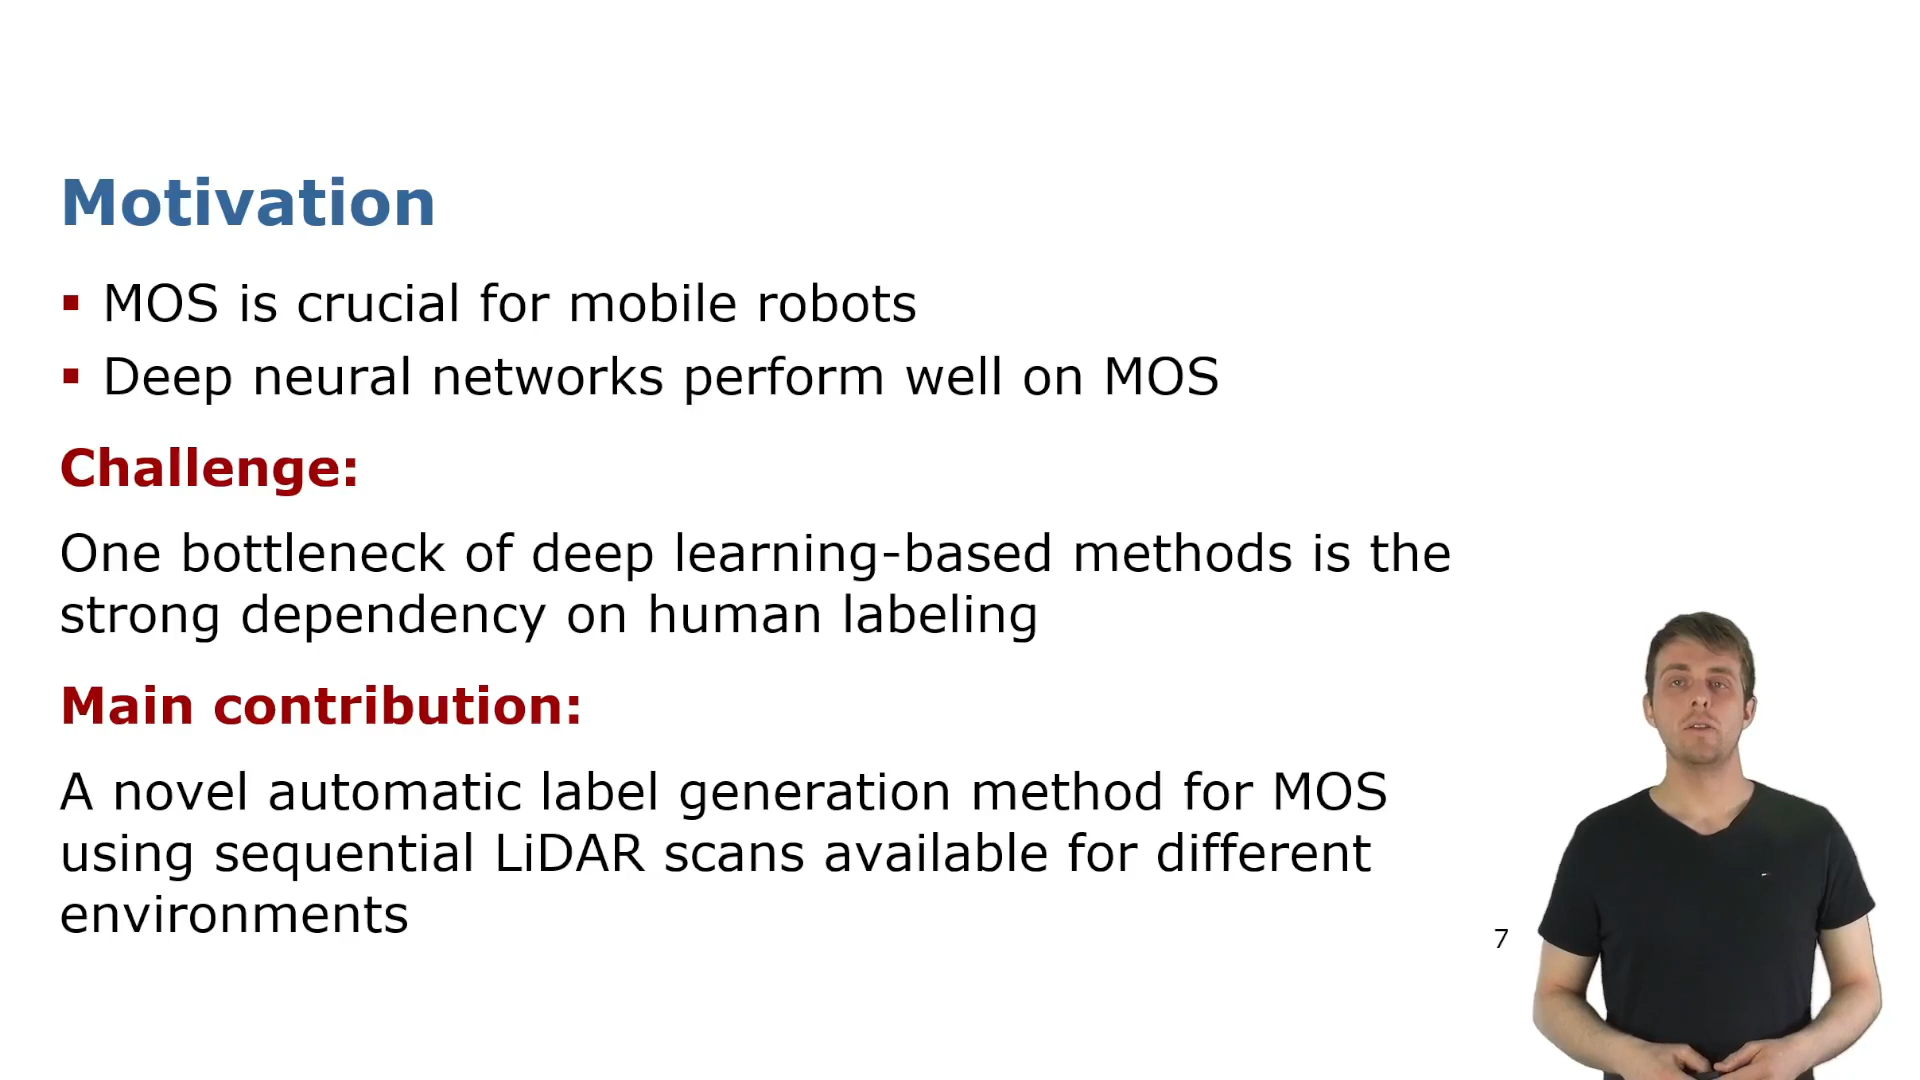 Motivation
▪ MOS is crucial for mobile robots
▪ Deep neural networks perform well on MOS
Challenge:
One bottleneck of deep learning-based methods is the
strong dependency on human labeling
Main contribution:
A novel automatic label generation method for MOS
using sequential LiDAR scans available for different
environments
7